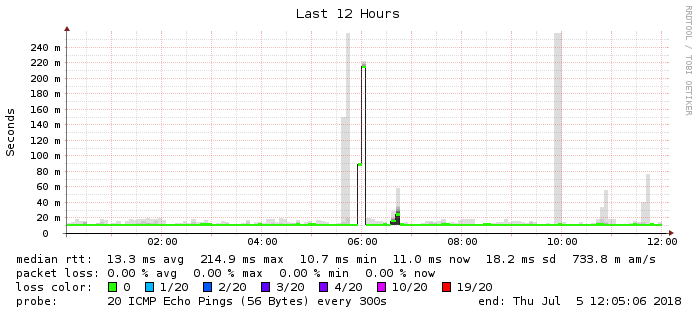 Last 12 Hours
RRDTOOL / TOBI OETIKER
Seconds
240 m
220 m
200 m
180 m
160 m
140 m
120 m
100 m
80 m
60 m
40 m
20 m
0
02:00 04:00 06:00 08:00 10:00 12:00
median rtt: 13.3 ms avg 214.9 ms max 10.7 ms min 11.0 ms now 18.2 ms sd 733.8 m am/s
packet loss: 0.00 % avg 0.00 % max 0.00 % min 0.00 % now
loss color: 0 1/20 2/20 3/20 4/20 10/20 19/20
probe: 20 ICMP Echo Pings (56 Bytes) every 300s end: Thu Jul 5 12:05:06 2018